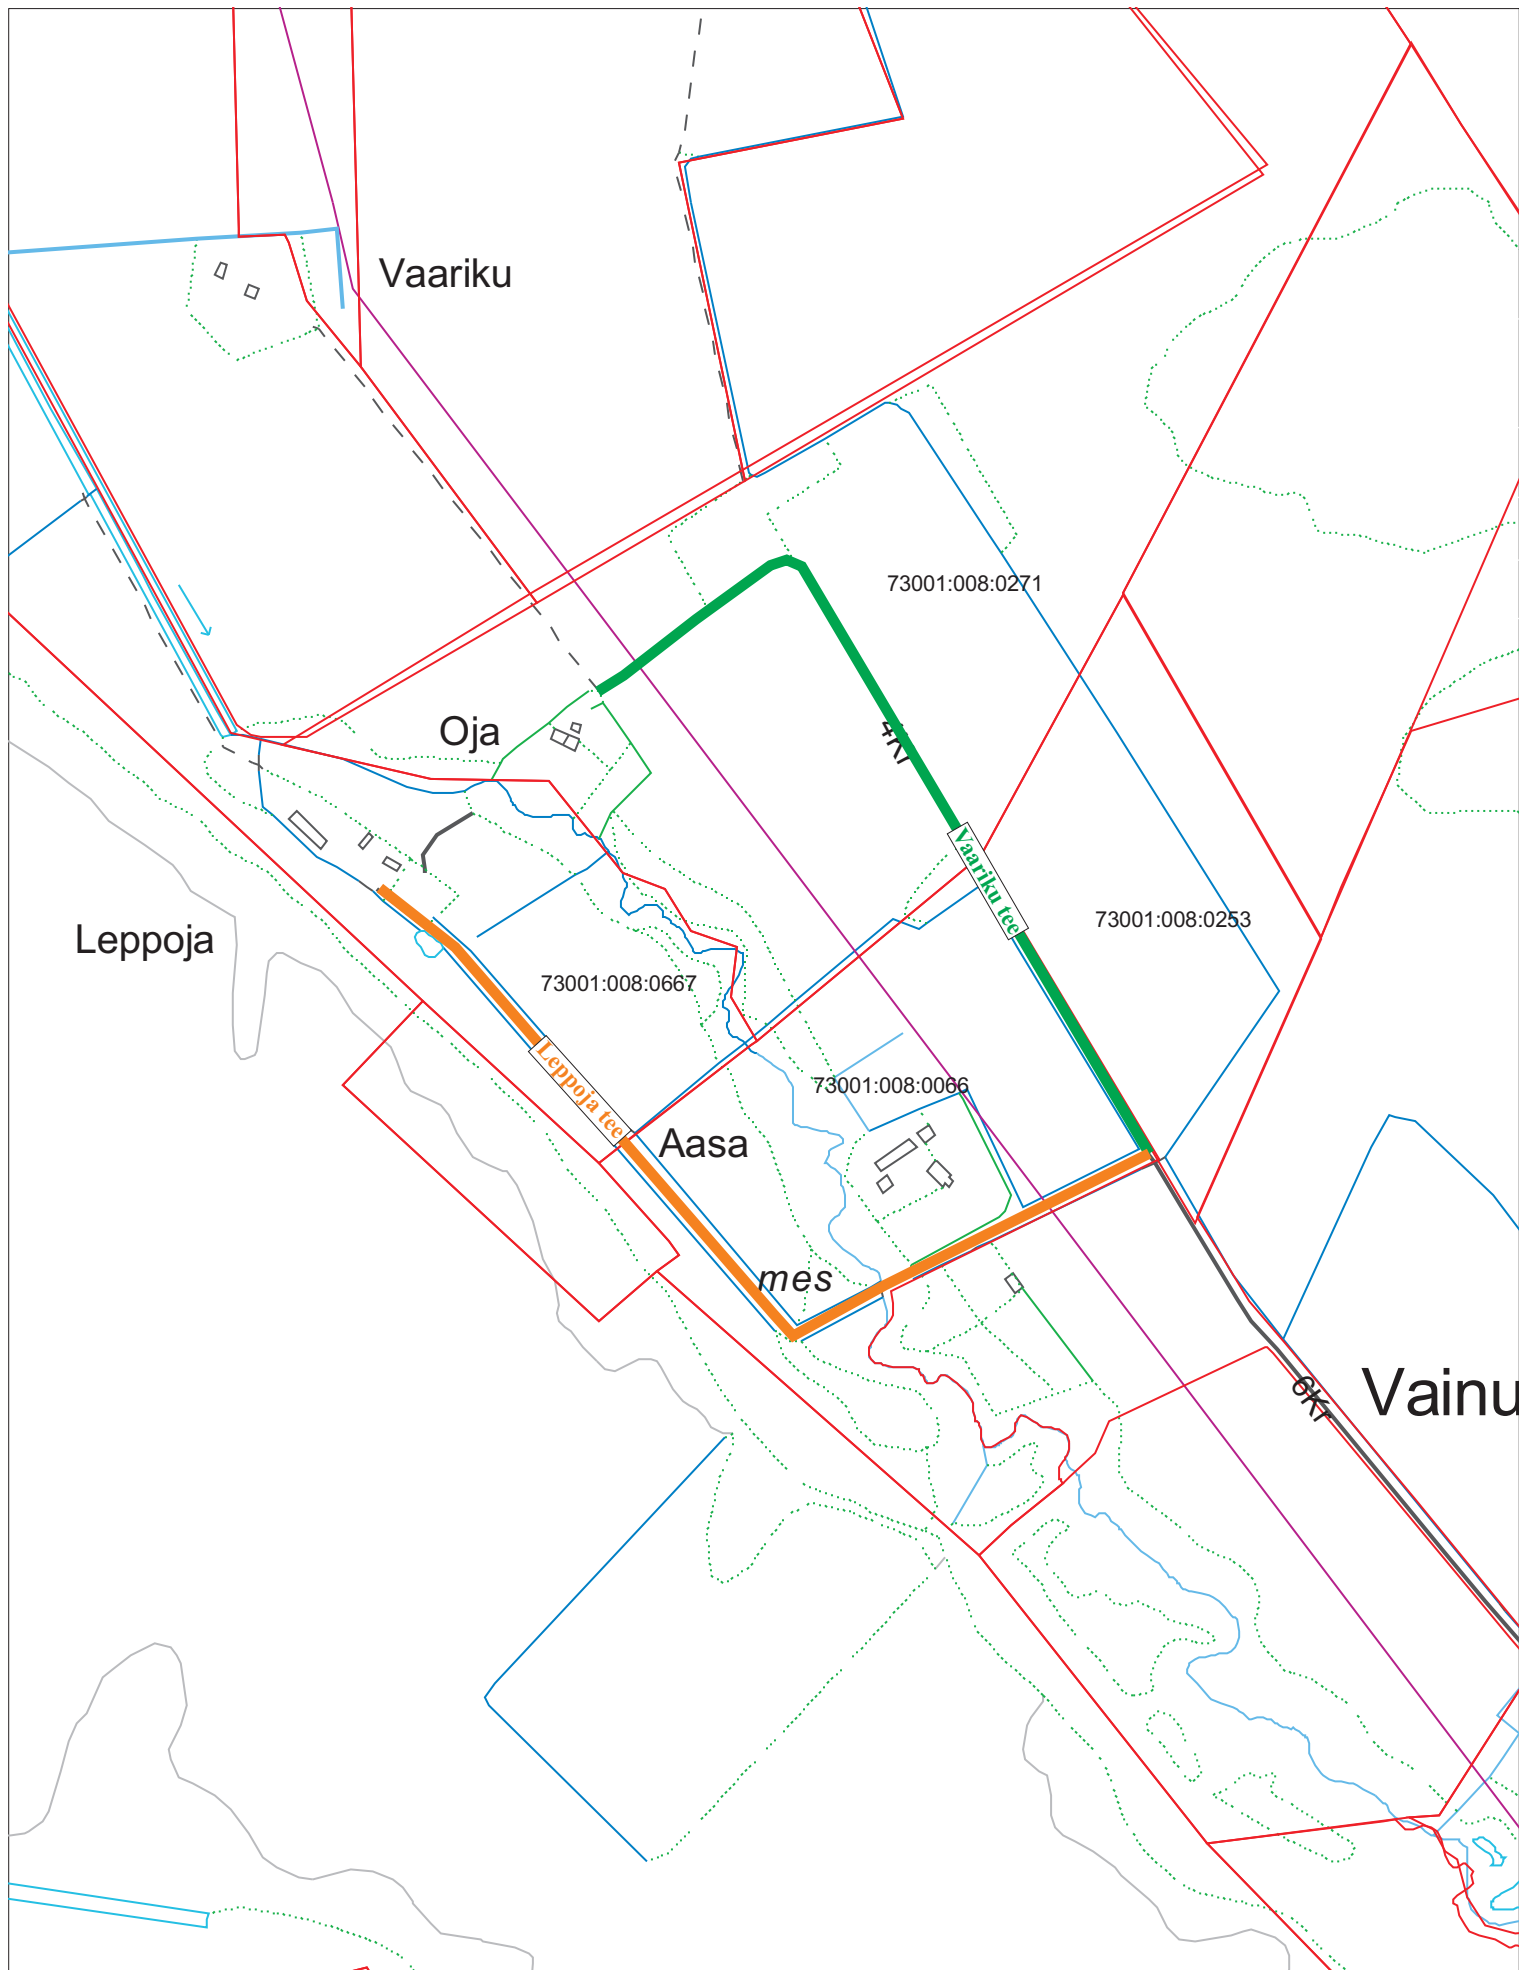 Vaariku
73001:008:0271
Oja
4Kr
Vaariku tee
73001:008:0253
Leppoja
73001:008:0667
Leppoja tee
73001:008:0066
Aasa
mes
6Kr
Vainu